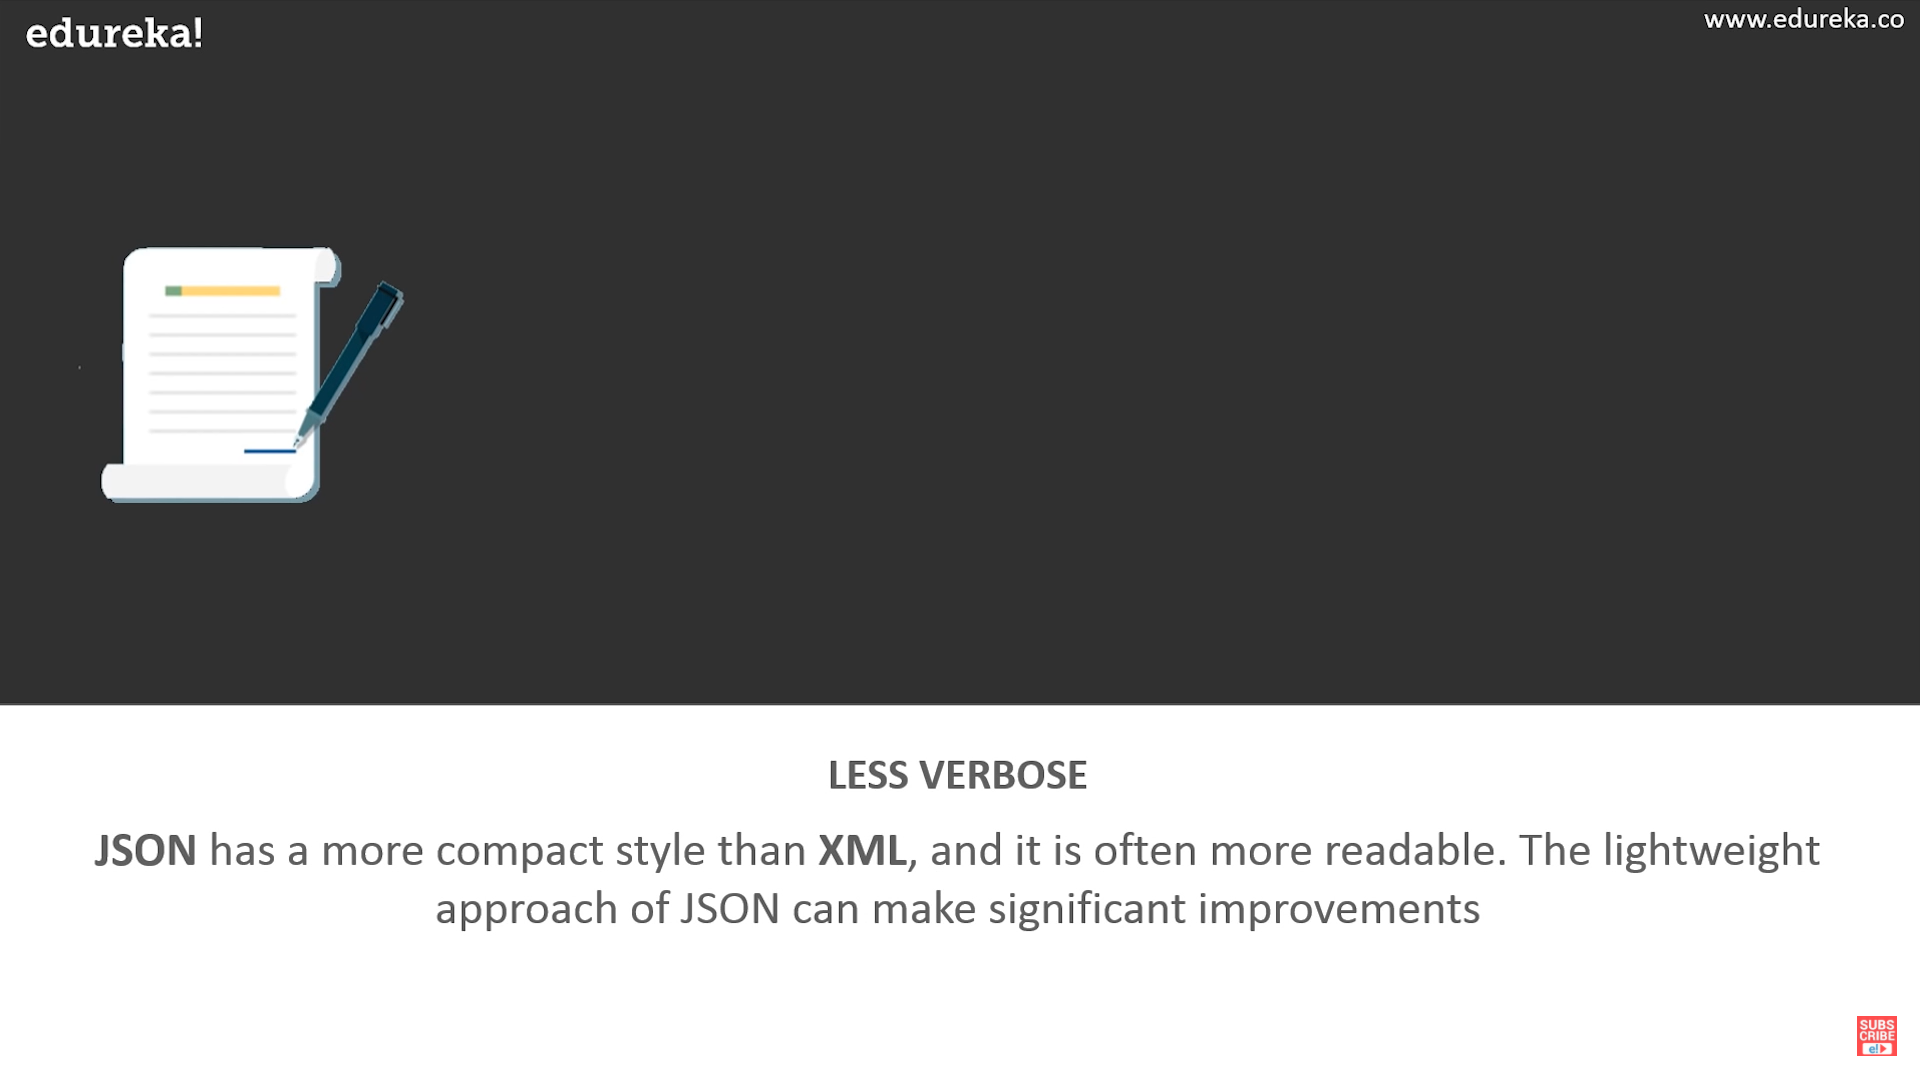 edureka!
www.edureka.co
LESS VERBOSE
JSON has a more compact style than XML, and it is often more readable. The lightweight
approach of JSON can make significant improvements
SUBS
CRIBE
e!